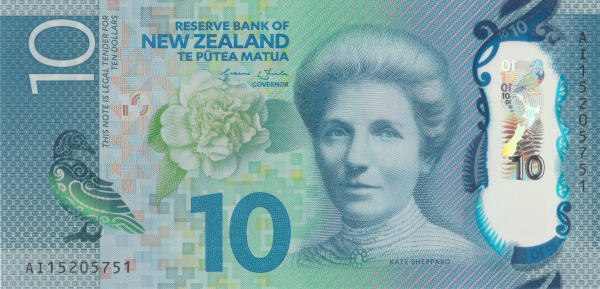 10
THIS NOTE IS LEGAL TENDER FOR
TEN DOLLARS
RESERVE BANK OF
NEW ZEALAND
TE PŪTEA MATUA
GOVERNOR
10
KATE SHEPPARD
10
AI15205751
AI15205751